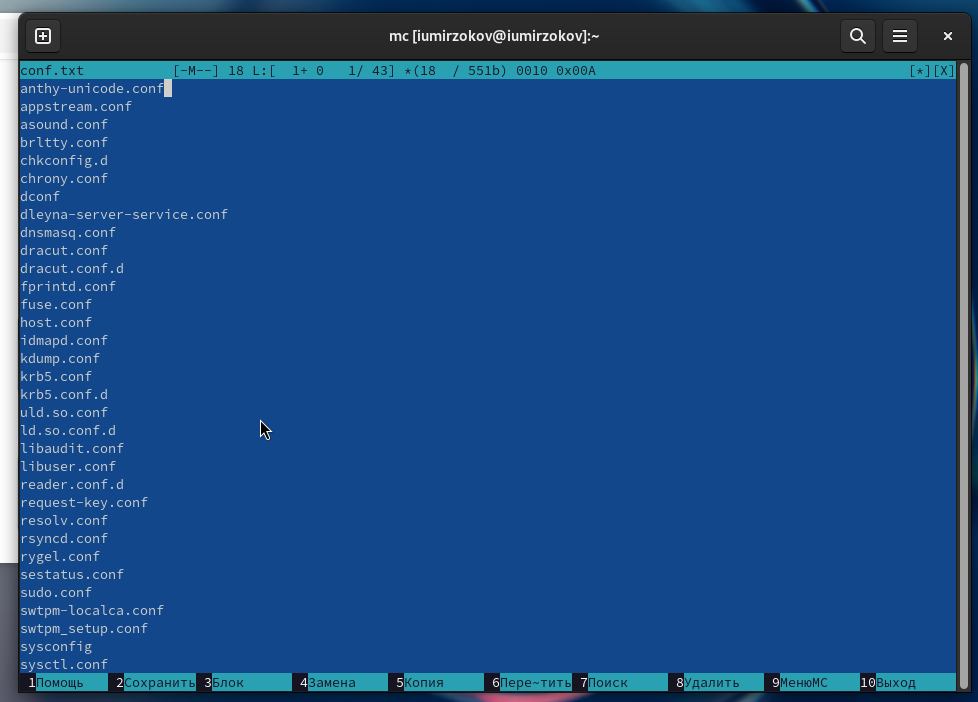 mc [iumirzokov@iumirzokov]:~
conf.txt [-M--] 18 L:[ 1+ 0 1/ 43] *(18 / 551b) 0010 0x00A [*][X]
anthy-unicode.conf
appstream.conf
asound.conf
brltty.conf
chkconfig.d
chrony.conf
dconf
dleyna-server-service.conf
dnsmasq.conf
dracut.conf
dracut.conf.d
fprintd.conf
fuse.conf
host.conf
idmapd.conf
kdump.conf
krb5.conf
krb5.conf.d
uld.so.conf
ld.so.conf.d
libaudit.conf
libuser.conf
reader.conf.d
request-key.conf
resolv.conf
rsyncd.conf
rygel.conf
sestatus.conf
sudo.conf
swtpm-localca.conf
swtpm_setup.conf
sysconfig
sysctl.conf
1Помощь 2Сохранить 3Блок 4Замена 5Копия 6Пере~тить 7Поиск 8Удалить 9МенюMC 10Выход